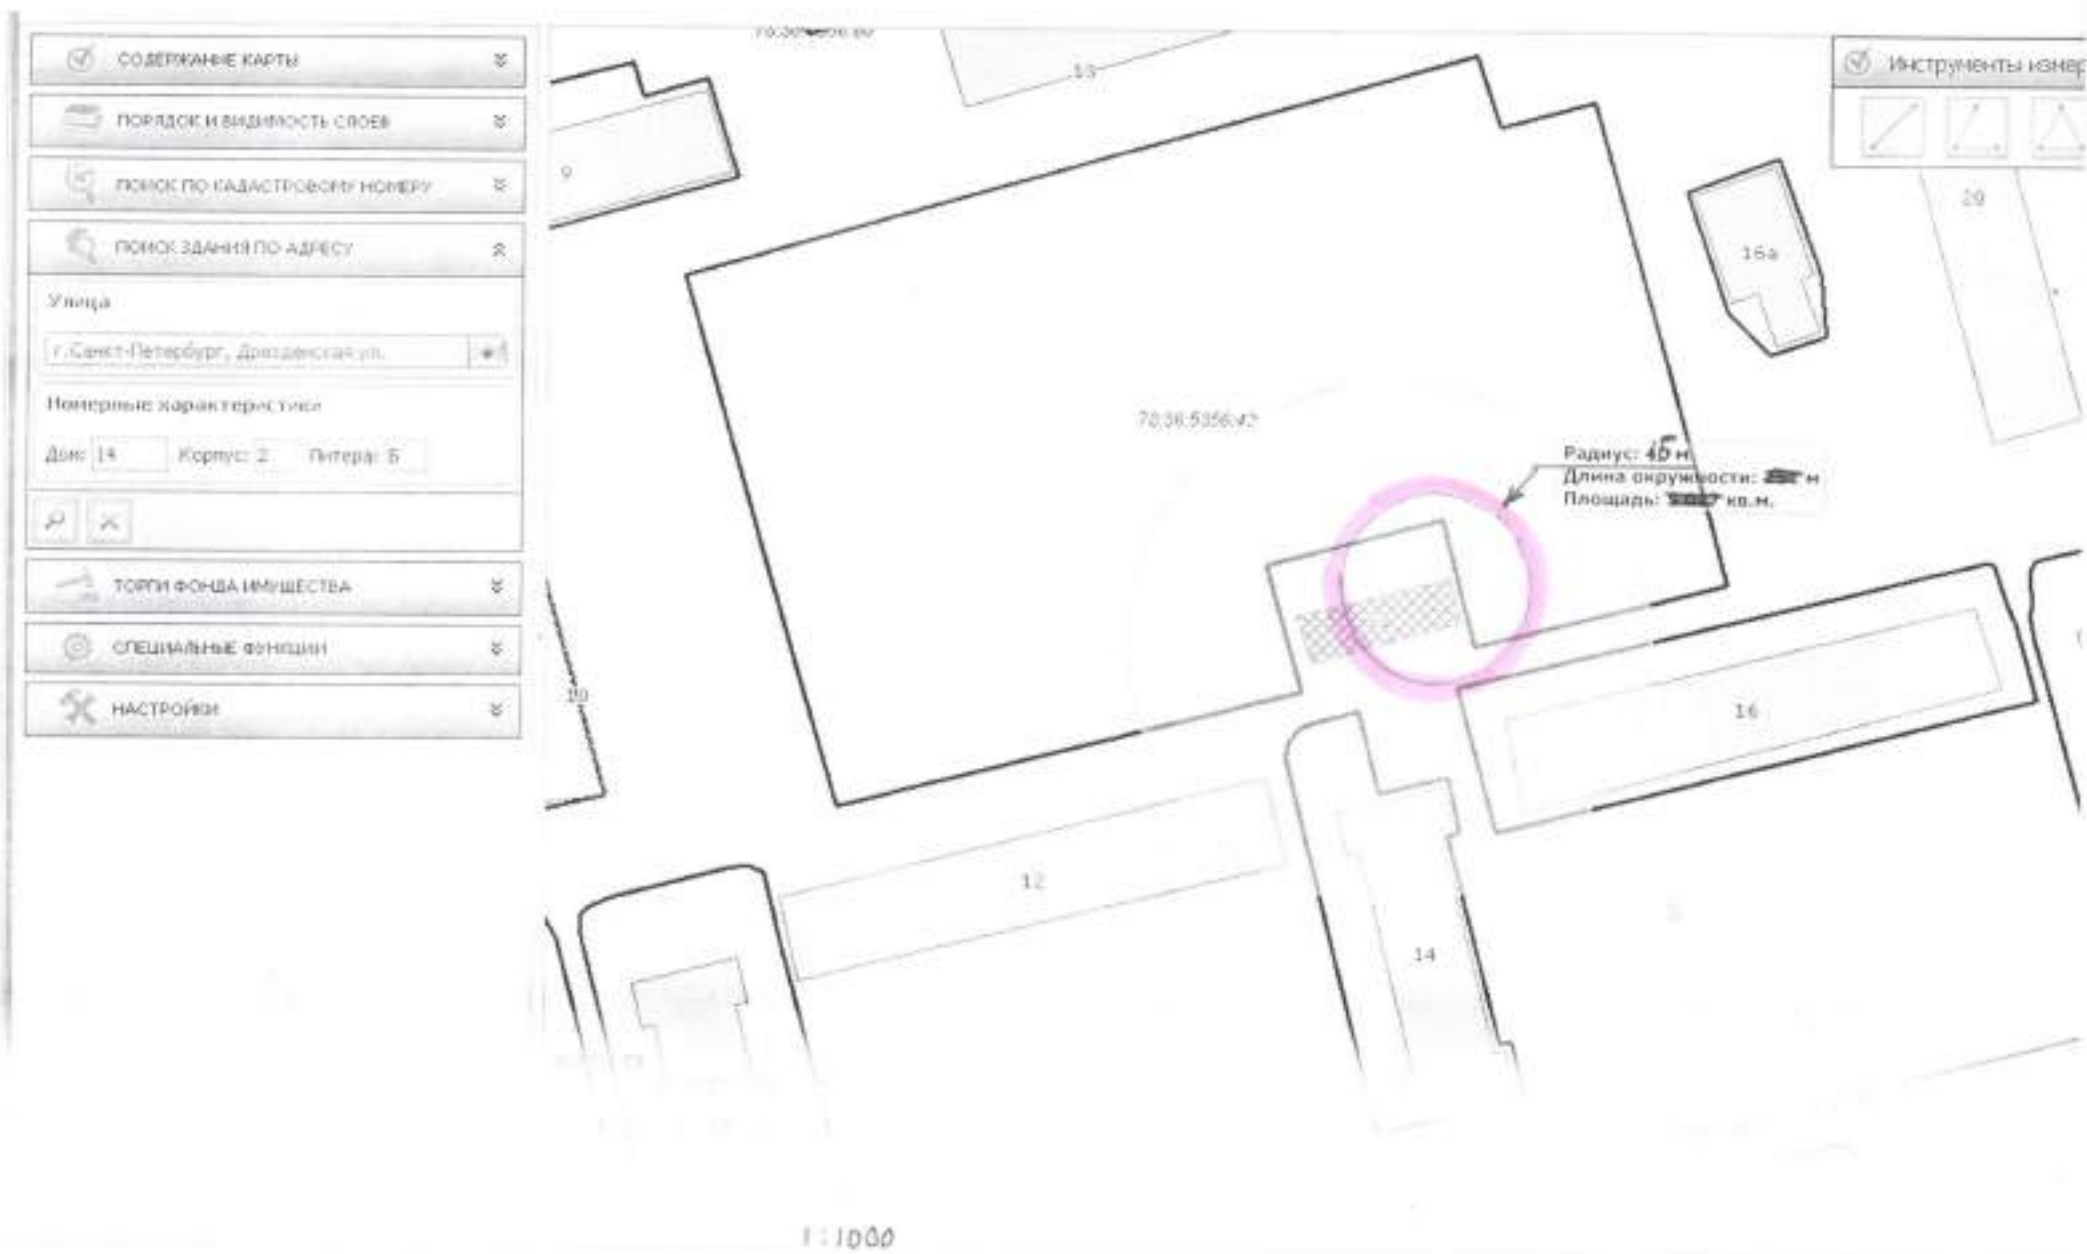 СОДЕРЖАНИЕ КАРТЫ
ПОРЯДОК И ВИДИМОСТЬ СЛОЕВ
ПОИСК ПО КАДАСТРОВОМУ НОМЕРУ
ПОИСК ЗДАНИЯ ПО АДРЕСУ
Улица
г.Санкт-Петербург, Дрезденская ул.
Номерные характеристики
Дом: 14 Корпус: 2 Литера: Б
ТОРГИ ФОНДА ИМУЩЕСТВА
СПЕЦИАЛЬНЫЕ ФУНКЦИИ
НАСТРОЙКИ
Инструменты измер
9
16а
20
78:36:5356:42
Радиус: 15 м
Длина окружности: м
Площадь: кв.м.
16
12
14
1:1000